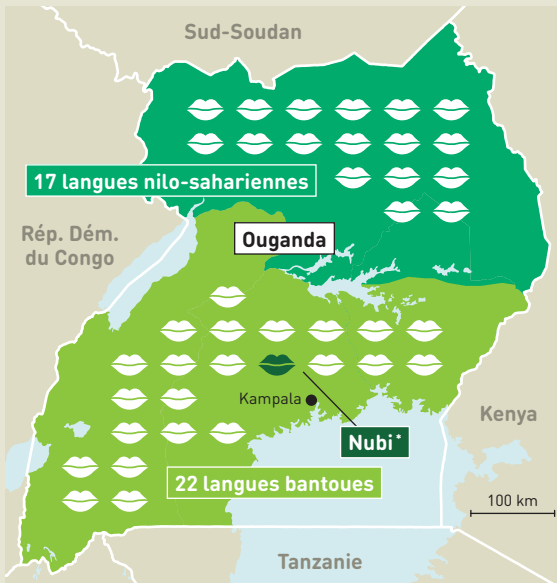 Sud-Soudan
17 langues nilo-sahariennes
Rép. Dém.
du Congo
Ouganda
Kampala
Kenya
Nubi*
22 langues bantoues
100 km
Tanzanie